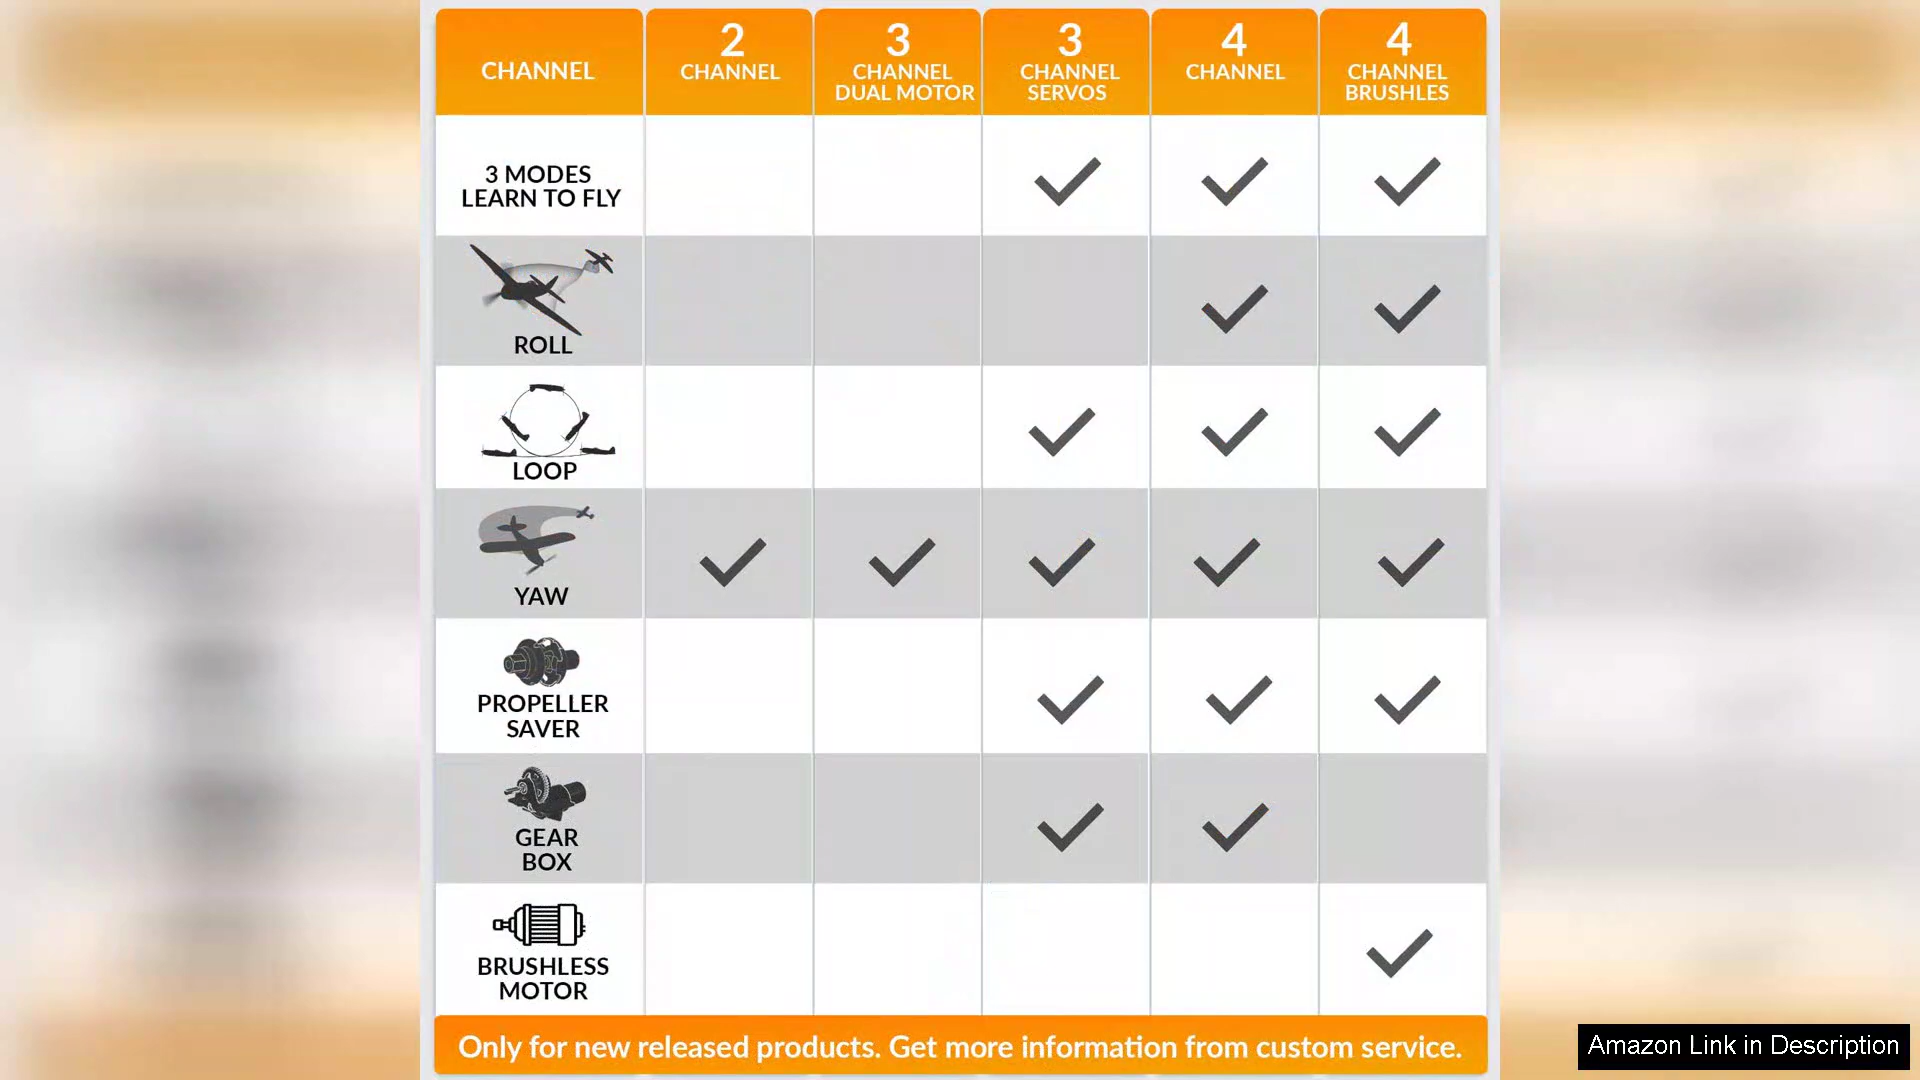 CHANNEL
2
CHANNEL
3
CHANNEL
DUAL MOTOR
3
CHANNEL
SERVOS
4
CHANNEL
4
CHANNEL
BRUSHLES
3 MODES
LEARN TO FLY
ROLL
LOOP
YAW
PROPELLER
SAVER
GEAR
BOX
BRUSHLESS
MOTOR
Only for new released products. Get more information from custom service.
Amazon Link in Description